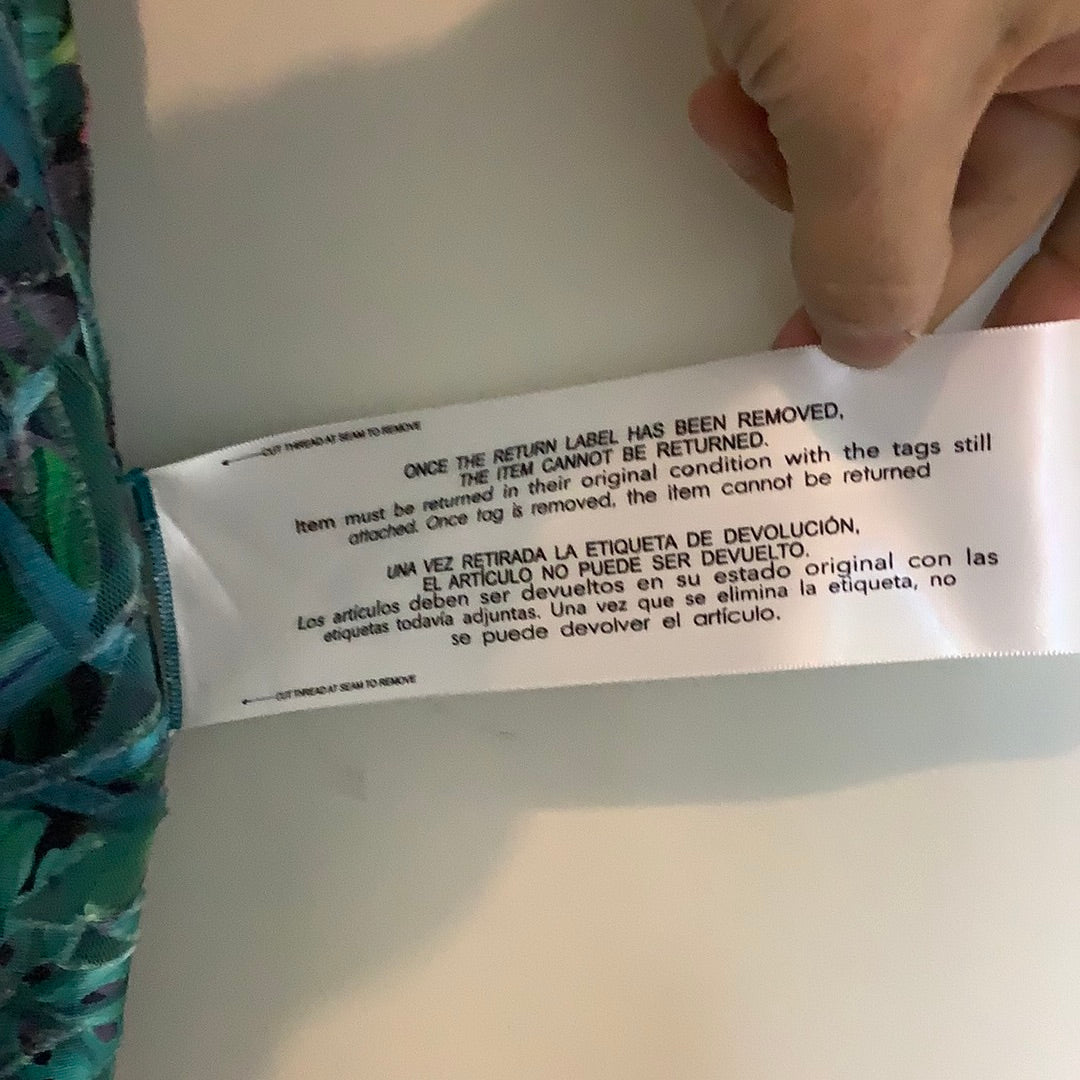 CUT THREAD AT SEAM TO REMOVE
ONCE THE RETURN LABEL HAS BEEN REMOVED,
THE ITEM CANNOT BE RETURNED.
Item must be returned in their original condition with the tags still
attached. Once tag is removed, the item cannot be returned
UNA VEZ RETIRADA LA ETIQUETA DE DEVOLUCIÓN,
EL ARTÍCULO NO PUEDE SER DEVUELTO.
Los artículos deben ser devueltos en su estado original con las
etiquetas todavía adjuntas. Una vez que se elimina la etiqueta, no
se puede devolver el artículo.
CUT THREAD AT SEAM TO REMOVE